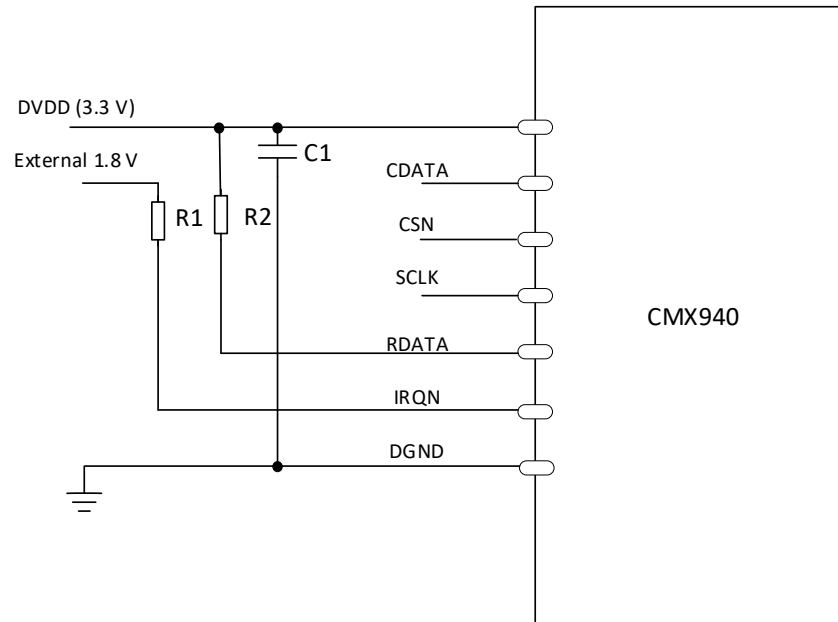 DVDD (3.3 V)
External 1.8 V
C1
CDATA
R1
R2
CSN
SCLK
CMX940
RDATA
IRQN
DGND